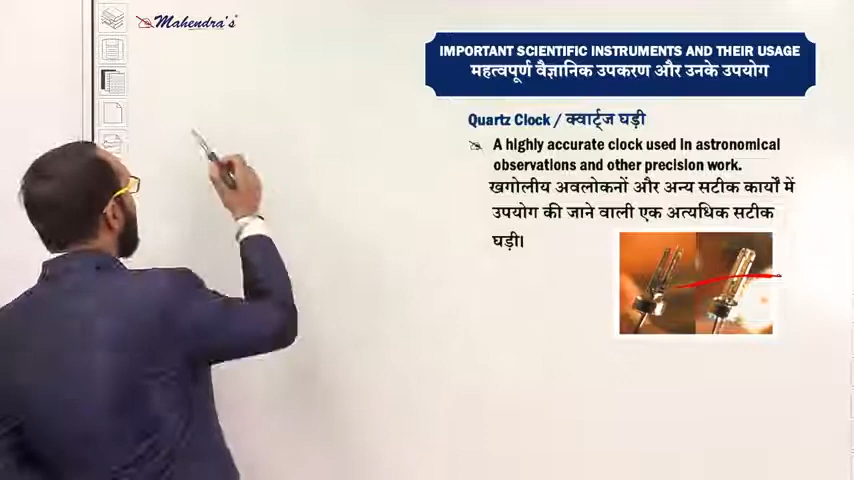 Mahendra's
IMPORTANT SCIENTIFIC INSTRUMENTS AND THEIR USAGE
महत्वपूर्ण वैज्ञानिक उपकरण और उनके उपयोग
Quartz Clock / क्वार्ट्ज घड़ी
A highly accurate clock used in astronomical
observations and other precision work.
खगोलीय अवलोकनों और अन्य सटीक कार्यों में
उपयोग की जाने वाली एक अत्यधिक सटीक
घड़ी।